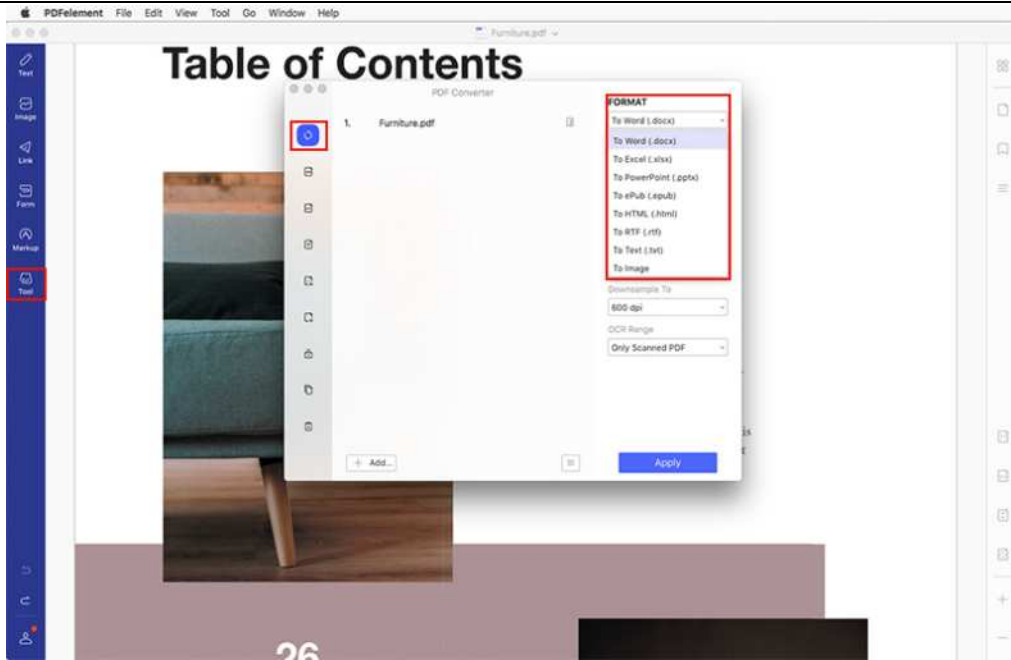 PDFelement File Edit View Tool Go Window Help
Furniture.pdf
Table of Contents
Text
Image
Link
Form
Markup
Tool
PDF Converter
1. Furniture.pdf
FORMAT
To Word (.docx)
To Word (.docx)
To Excel (.xlsx)
To PowerPoint (.pptx)
To ePub (.epub)
To HTML (.html)
To RTF (.rtf)
To Text (.txt)
To Image
Downsample To
600 dpi
OCR Range
Only Scanned PDF
+ Add...
Apply
is
26